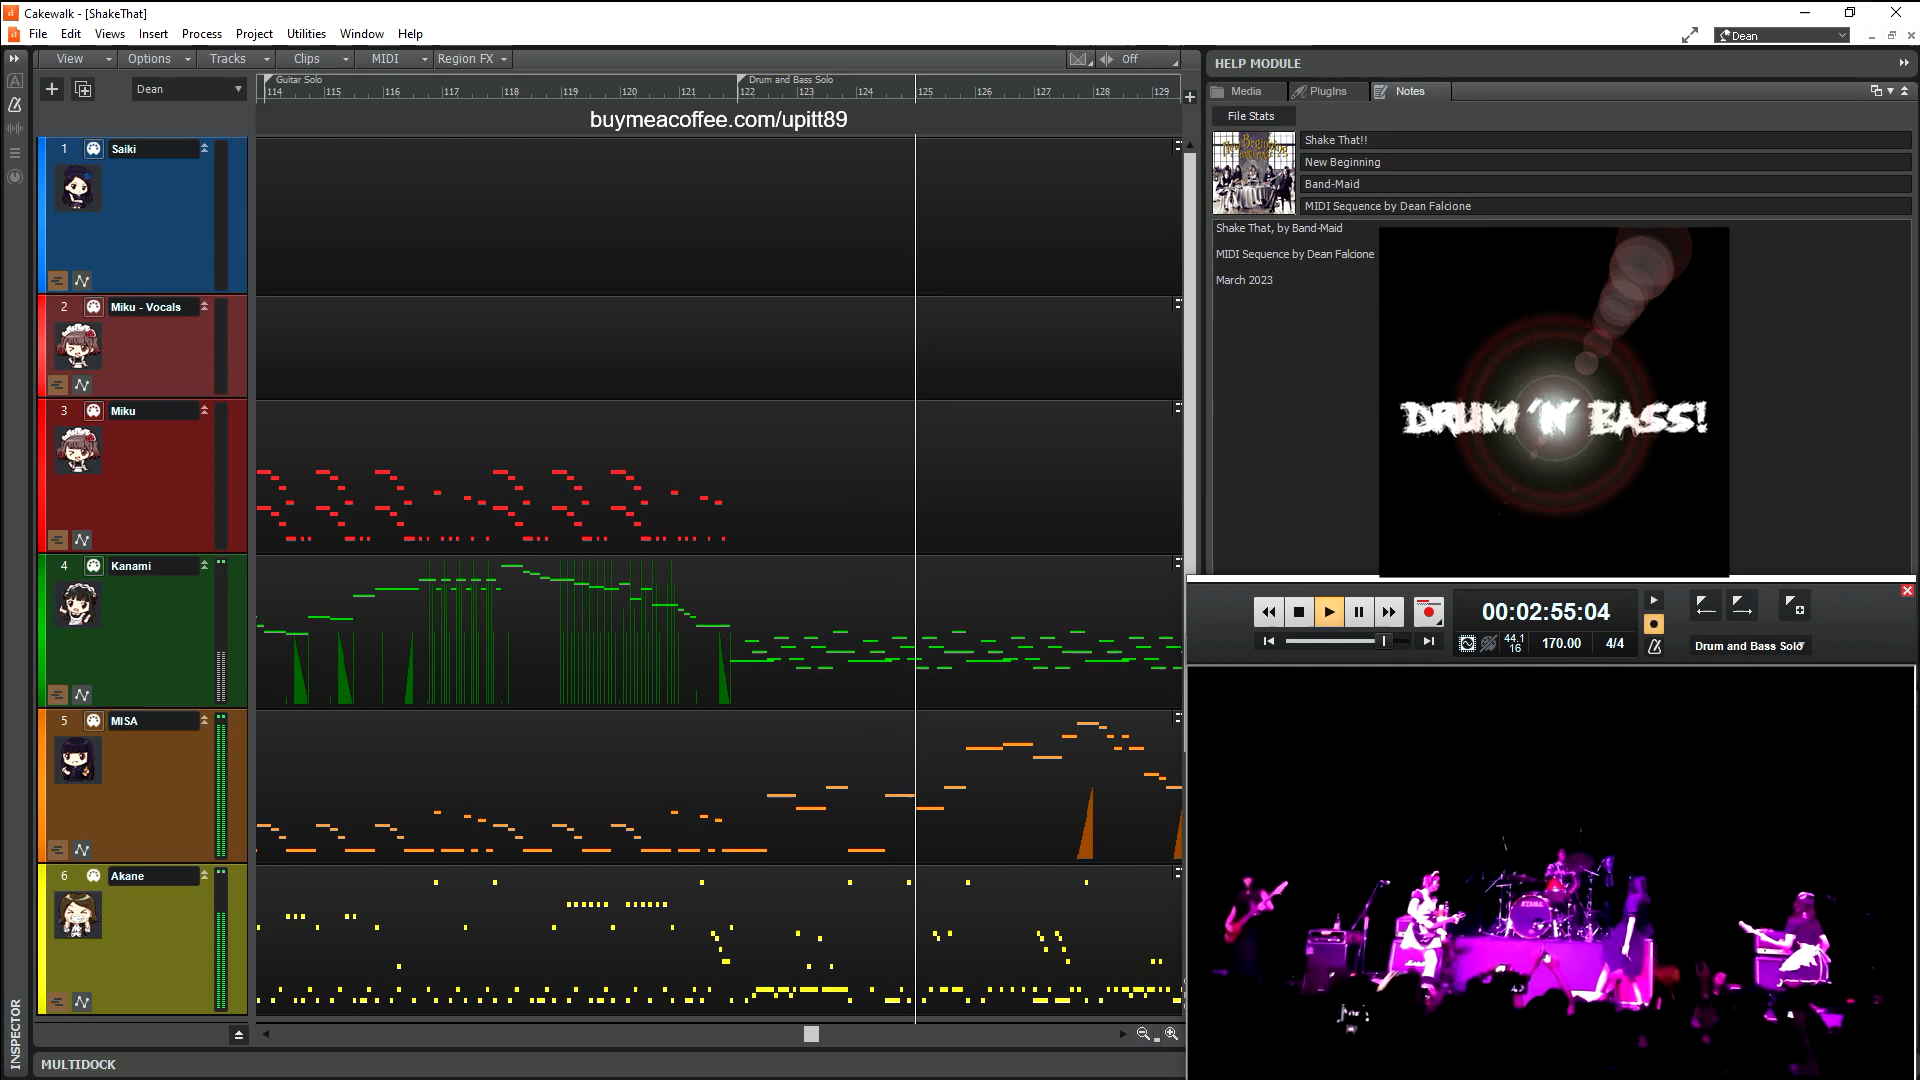 Cakewalk - [ShakeThat]
File Edit Views Insert Process Project Utilities Window Help
Dean
View Options Tracks Clips MIDI Region FX Off
HELP MODULE
Dean
Guitar Solo Drum and Bass Solo
114 115 116 117 118 119 120 121 122 123 124 125 126 127 128 129
Media PlugIns Notes
buymeacoffee.com/upitt89
File Stats
New Beginning
Shake That!!
New Beginning
Band-Maid
MIDI Sequence by Dean Falcione
Shake That, by Band-Maid
MIDI Sequence by Dean Falcione
March 2023
DRUM 'N' BASS!
1 Saiki
2 Miku - Vocals
3 Miku
4 Kanami
5 MISA
6 Akane
00:02:55:04
44.1
16
170.00
4/4
Drum and Bass Solo
TAMA
INSPECTOR
MULTIDOCK